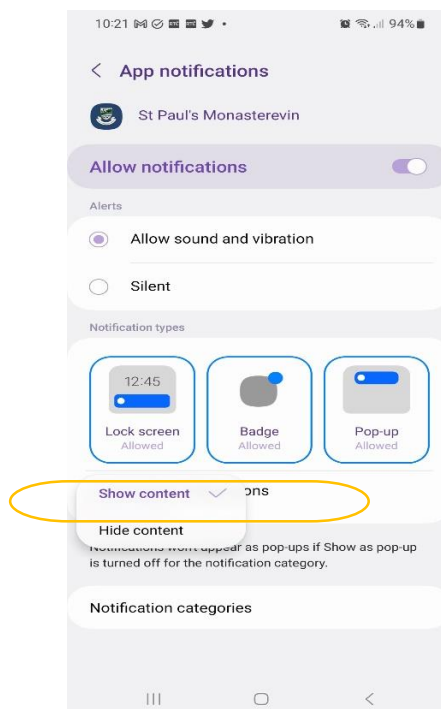 10:21 94%
App notifications
St Paul's Monasterevin
Allow notifications
Alerts
Allow sound and vibration
Silent
Notification types
12:45
Lock screen Badge Pop-up
Allowed Allowed Allowed
Show content ons
Hide content
Notifications won't appear as pop-ups if Show as pop-up
is turned off for the notification category.
Notification categories